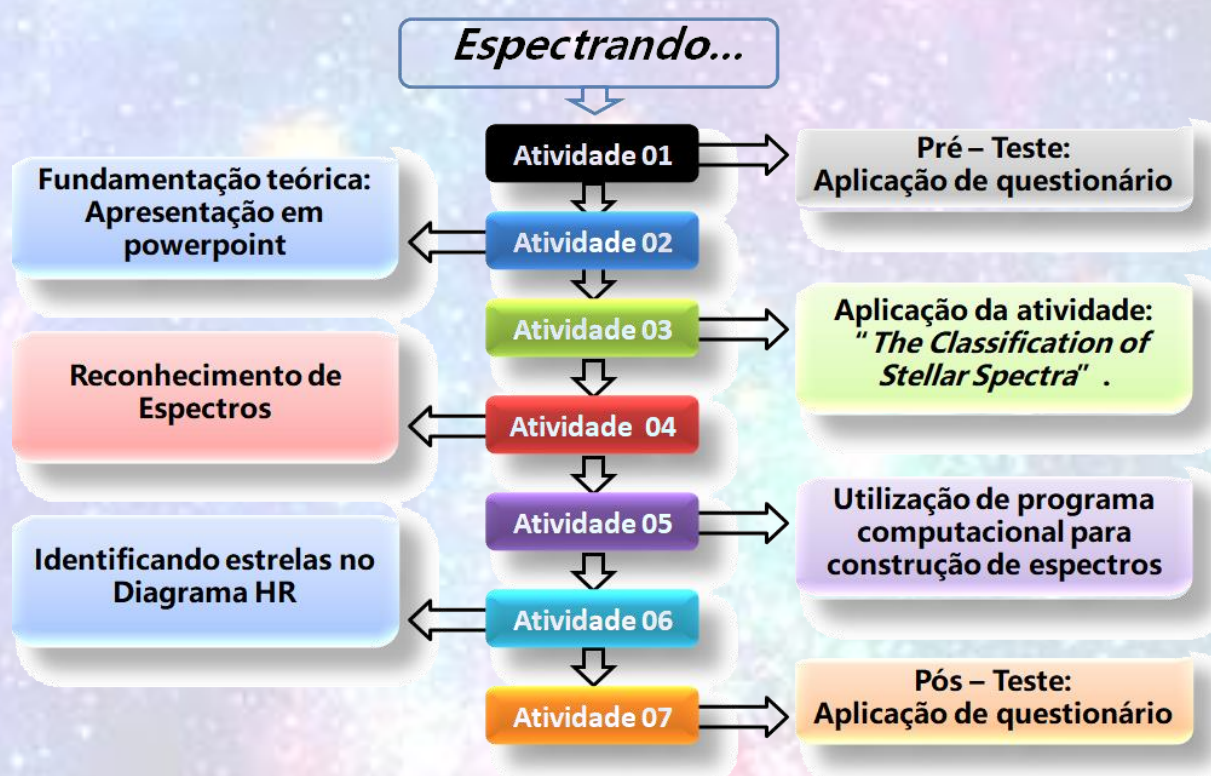 Espectrando...
Atividade 01
Pré – Teste:
Aplicação de questionário
Fundamentação teórica:
Apresentação em
powerpoint
Atividade 02
Atividade 03
Aplicação da atividade:
"The Classification of
Stellar Spectra" .
Reconhecimento de
Espectros
Atividade 04
Atividade 05
Utilização de programa
computacional para
construção de espectros
Identificando estrelas no
Diagrama HR
Atividade 06
Atividade 07
Pós – Teste:
Aplicação de questionário